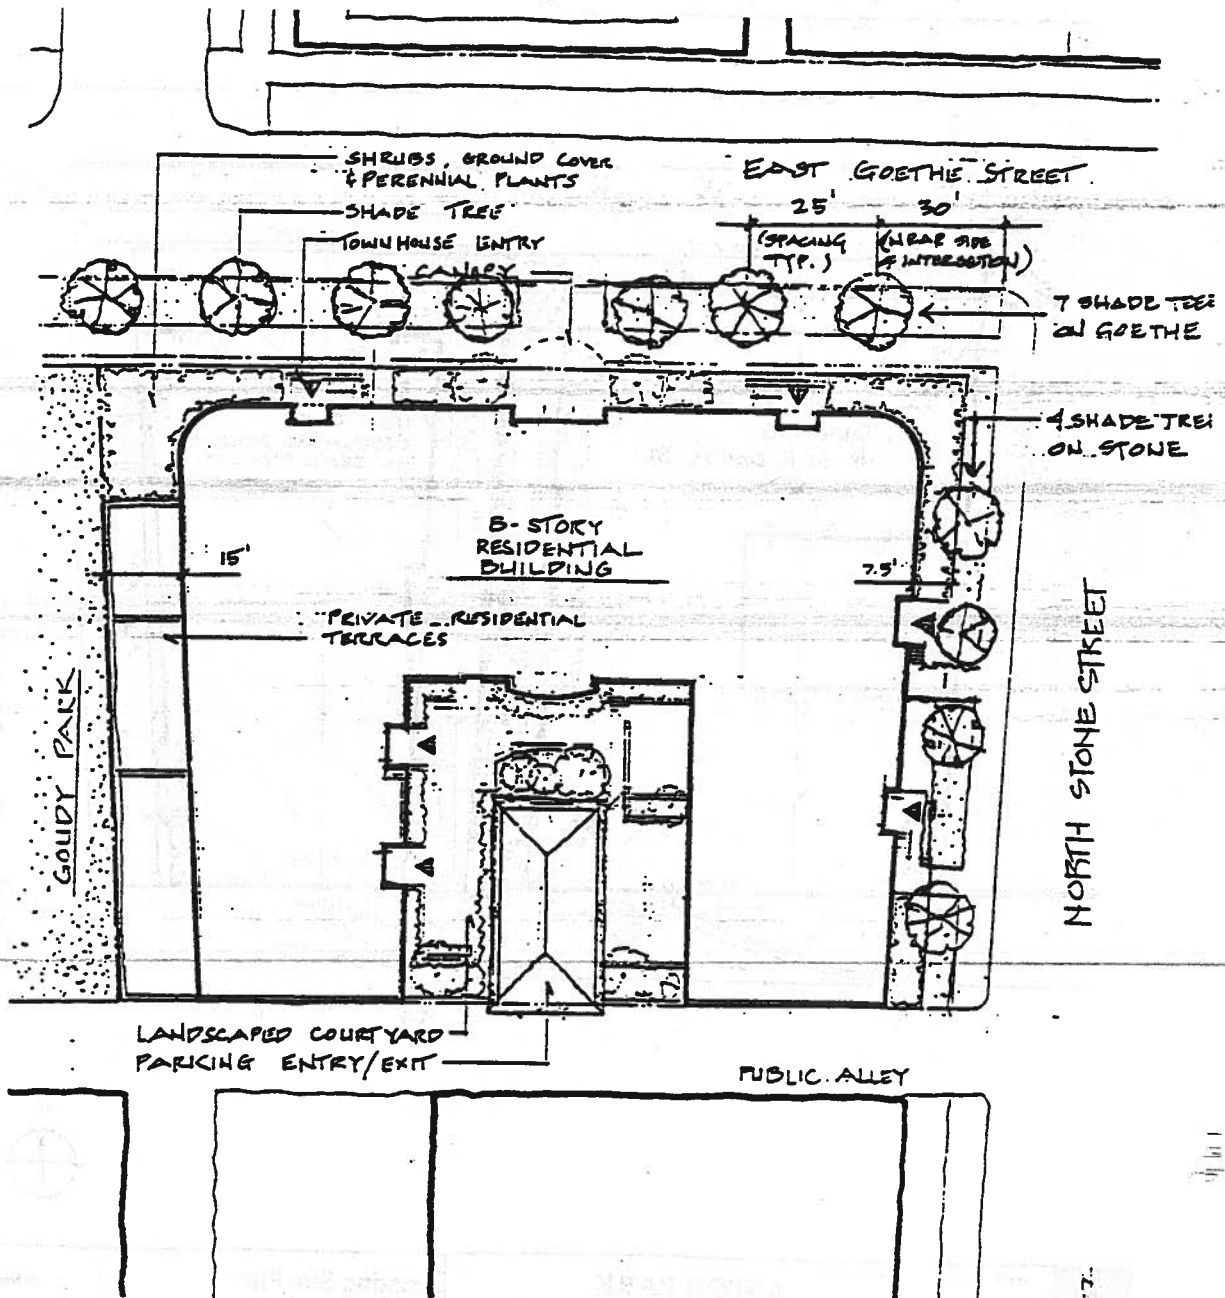 SHRUBS, GROUND COVER
& PERENNIAL PLANTS
SHADE TREE
TOWNHOUSE ENTRY
CANOPY
EAST GOETHE STREET
25' 30'
(SPACING TYP.)
(NEAR SIDE
OF INTERSECTION)
7 SHADE TREE
ON GOETHE
4 SHADE TREE
ON STONE
8-STORY
RESIDENTIAL
BUILDING
15'
7.5'
PRIVATE RESIDENTIAL
TERRACES
GOUDY PARK
NORTH STONE STREET
LANDSCAPED COURTYARD
PARKING ENTRY/EXIT
PUBLIC ALLEY